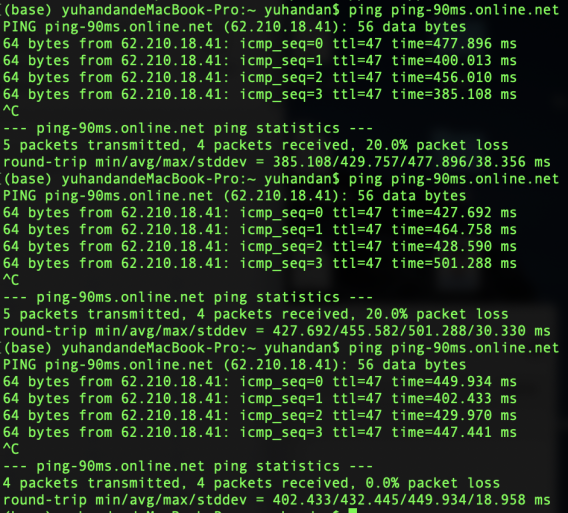 (base) yuhandandeMacBook-Pro:~ yuhandan$ ping ping-90ms.online.net
PING ping-90ms.online.net (62.210.18.41): 56 data bytes
64 bytes from 62.210.18.41: icmp_seq=0 ttl=47 time=477.896 ms
64 bytes from 62.210.18.41: icmp_seq=1 ttl=47 time=400.013 ms
64 bytes from 62.210.18.41: icmp_seq=2 ttl=47 time=456.010 ms
64 bytes from 62.210.18.41: icmp_seq=3 ttl=47 time=385.108 ms
^C
--- ping-90ms.online.net ping statistics ---
5 packets transmitted, 4 packets received, 20.0% packet loss
round-trip min/avg/max/stddev = 385.108/429.757/477.896/38.356 ms
(base) yuhandandeMacBook-Pro:~ yuhandan$ ping ping-90ms.online.net
PING ping-90ms.online.net (62.210.18.41): 56 data bytes
64 bytes from 62.210.18.41: icmp_seq=0 ttl=47 time=427.692 ms
64 bytes from 62.210.18.41: icmp_seq=1 ttl=47 time=464.758 ms
64 bytes from 62.210.18.41: icmp_seq=2 ttl=47 time=428.590 ms
64 bytes from 62.210.18.41: icmp_seq=3 ttl=47 time=501.288 ms
^C
--- ping-90ms.online.net ping statistics ---
5 packets transmitted, 4 packets received, 20.0% packet loss
round-trip min/avg/max/stddev = 427.692/455.582/501.288/30.330 ms
[(base) yuhandandeMacBook-Pro:~ yuhandan$ ping ping-90ms.online.net
PING ping-90ms.online.net (62.210.18.41): 56 data bytes
64 bytes from 62.210.18.41: icmp_seq=0 ttl=47 time=449.934 ms
64 bytes from 62.210.18.41: icmp_seq=1 ttl=47 time=402.433 ms
64 bytes from 62.210.18.41: icmp_seq=2 ttl=47 time=429.970 ms
64 bytes from 62.210.18.41: icmp_seq=3 ttl=47 time=447.441 ms
^C
--- ping-90ms.online.net ping statistics ---
4 packets transmitted, 4 packets received, 0.0% packet loss
round-trip min/avg/max/stddev = 402.433/432.445/449.934/18.958 ms